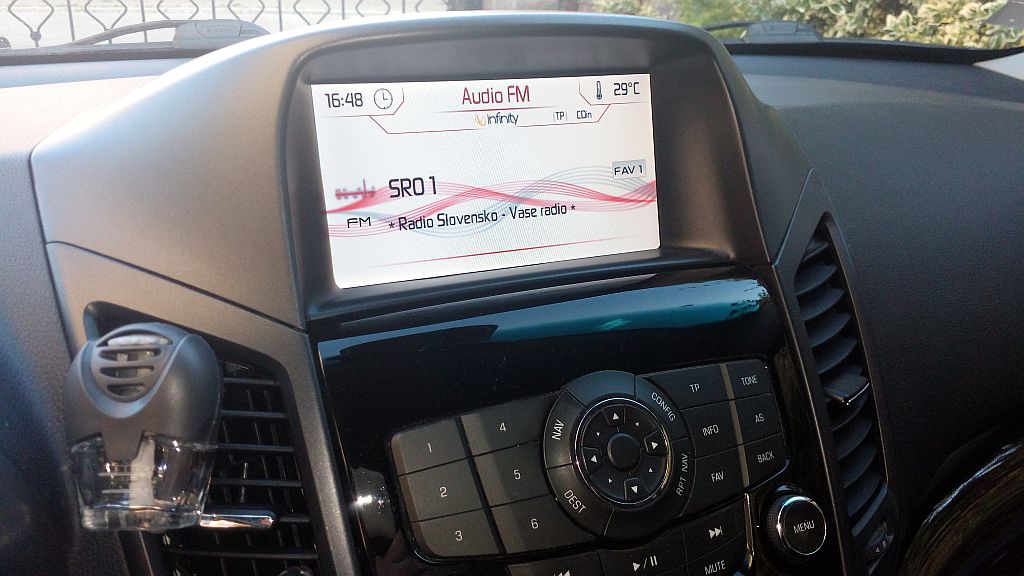 16:48 Audio FM 29°C
Infinity TP CDin
FAV 1
SRO 1
FM * Radio Slovensko - Vase radio *
1 4 NAV CONFIG TP TONE
2 5 INFO AS
3 6 DEST RPT NAV FAV BACK
MUTE MENU